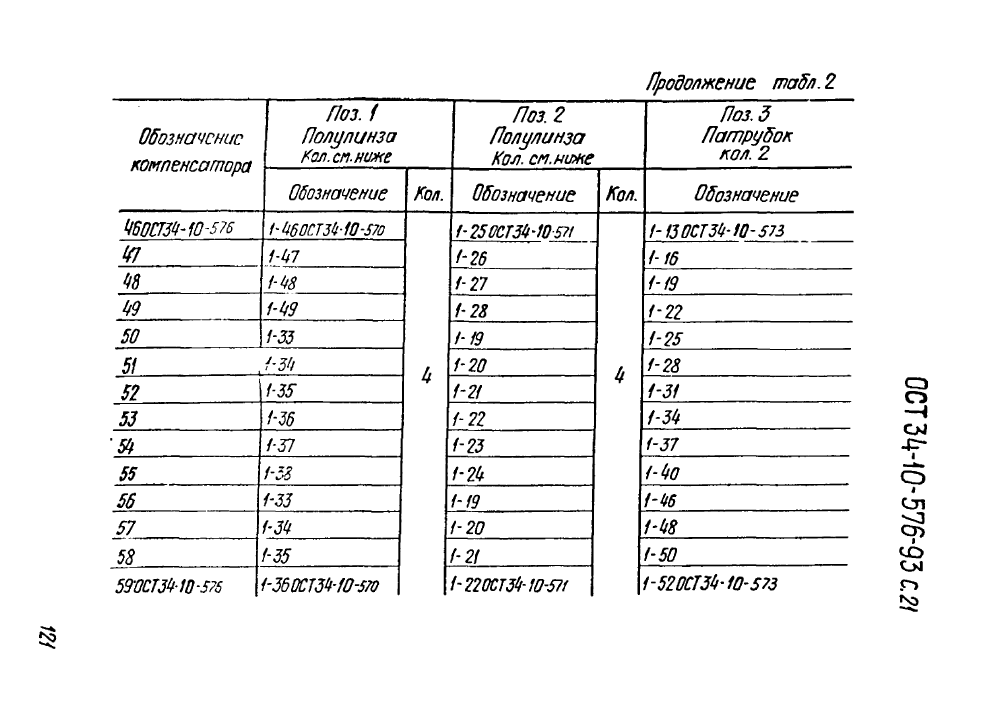 Продолжение табл. 2
Обозначение компенсатора | Поз. 1 Полулинза Кол. см. ниже | Поз. 2 Полулинза Кол. см. ниже | Поз. 3 Патрубок кол. 2
Обозначение | Кол. | Обозначение | Кол. | Обозначение
46ОСТ34-10-576 | 1-46ОСТ34-10-570 | 1-25ОСТ34-10-571 | 1-13ОСТ34-10-573
47 | 1-47 | 1-26 | 1-16
48 | 1-48 | 1-27 | 1-19
49 | 1-49 | 1-28 | 1-22
50 | 1-33 | 1-19 | 1-25
51 | 1-34 | 4 | 1-20 | 4 | 1-28
52 | 1-35 | 1-21 | 1-31
53 | 1-36 | 1-22 | 1-34
54 | 1-37 | 1-23 | 1-37
55 | 1-38 | 1-24 | 1-40
56 | 1-33 | 1-19 | 1-46
57 | 1-34 | 1-20 | 1-48
58 | 1-35 | 1-21 | 1-50
59ОСТ34-10-576 | 1-36ОСТ34-10-570 | 1-22ОСТ34-10-571 | 1-52ОСТ34-10-573
ОСТ 34-10-576-93 с.21
121